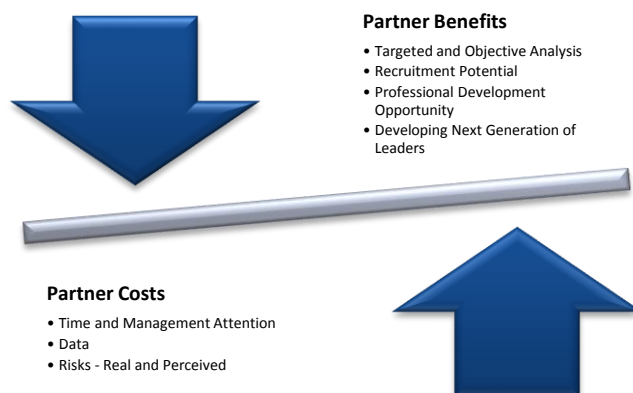 Partner Benefits
• Targeted and Objective Analysis
• Recruitment Potential
• Professional Development
Opportunity
• Developing Next Generation of
Leaders
Partner Costs
• Time and Management Attention
• Data
• Risks - Real and Perceived